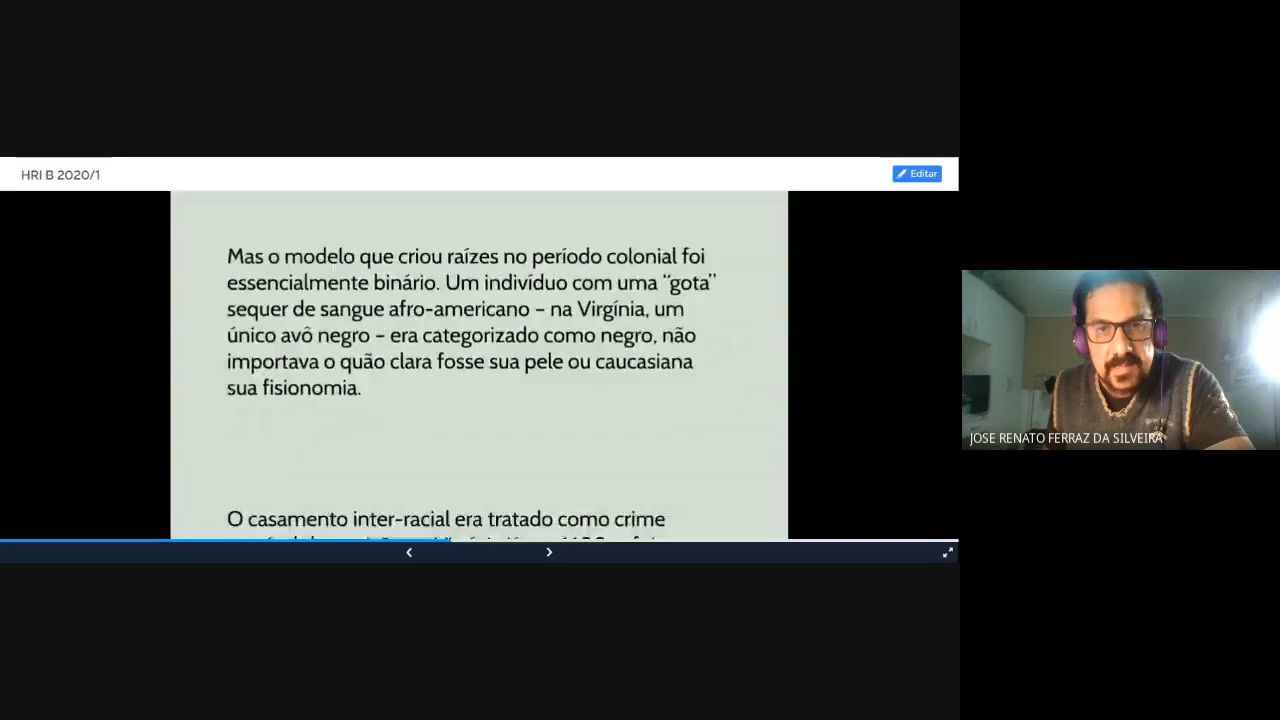 HRI B 2020/1
Editar
Mas o modelo que criou raízes no período colonial foi
essencialmente binário. Um indivíduo com uma “gota”
sequer de sangue afro-americano – na Virgínia, um
único avô negro – era categorizado como negro, não
importava o quão clara fosse sua pele ou caucasiana
sua fisionomia.
O casamento inter-racial era tratado como crime
JOSE RENATO FERRAZ DA SILVEIRA